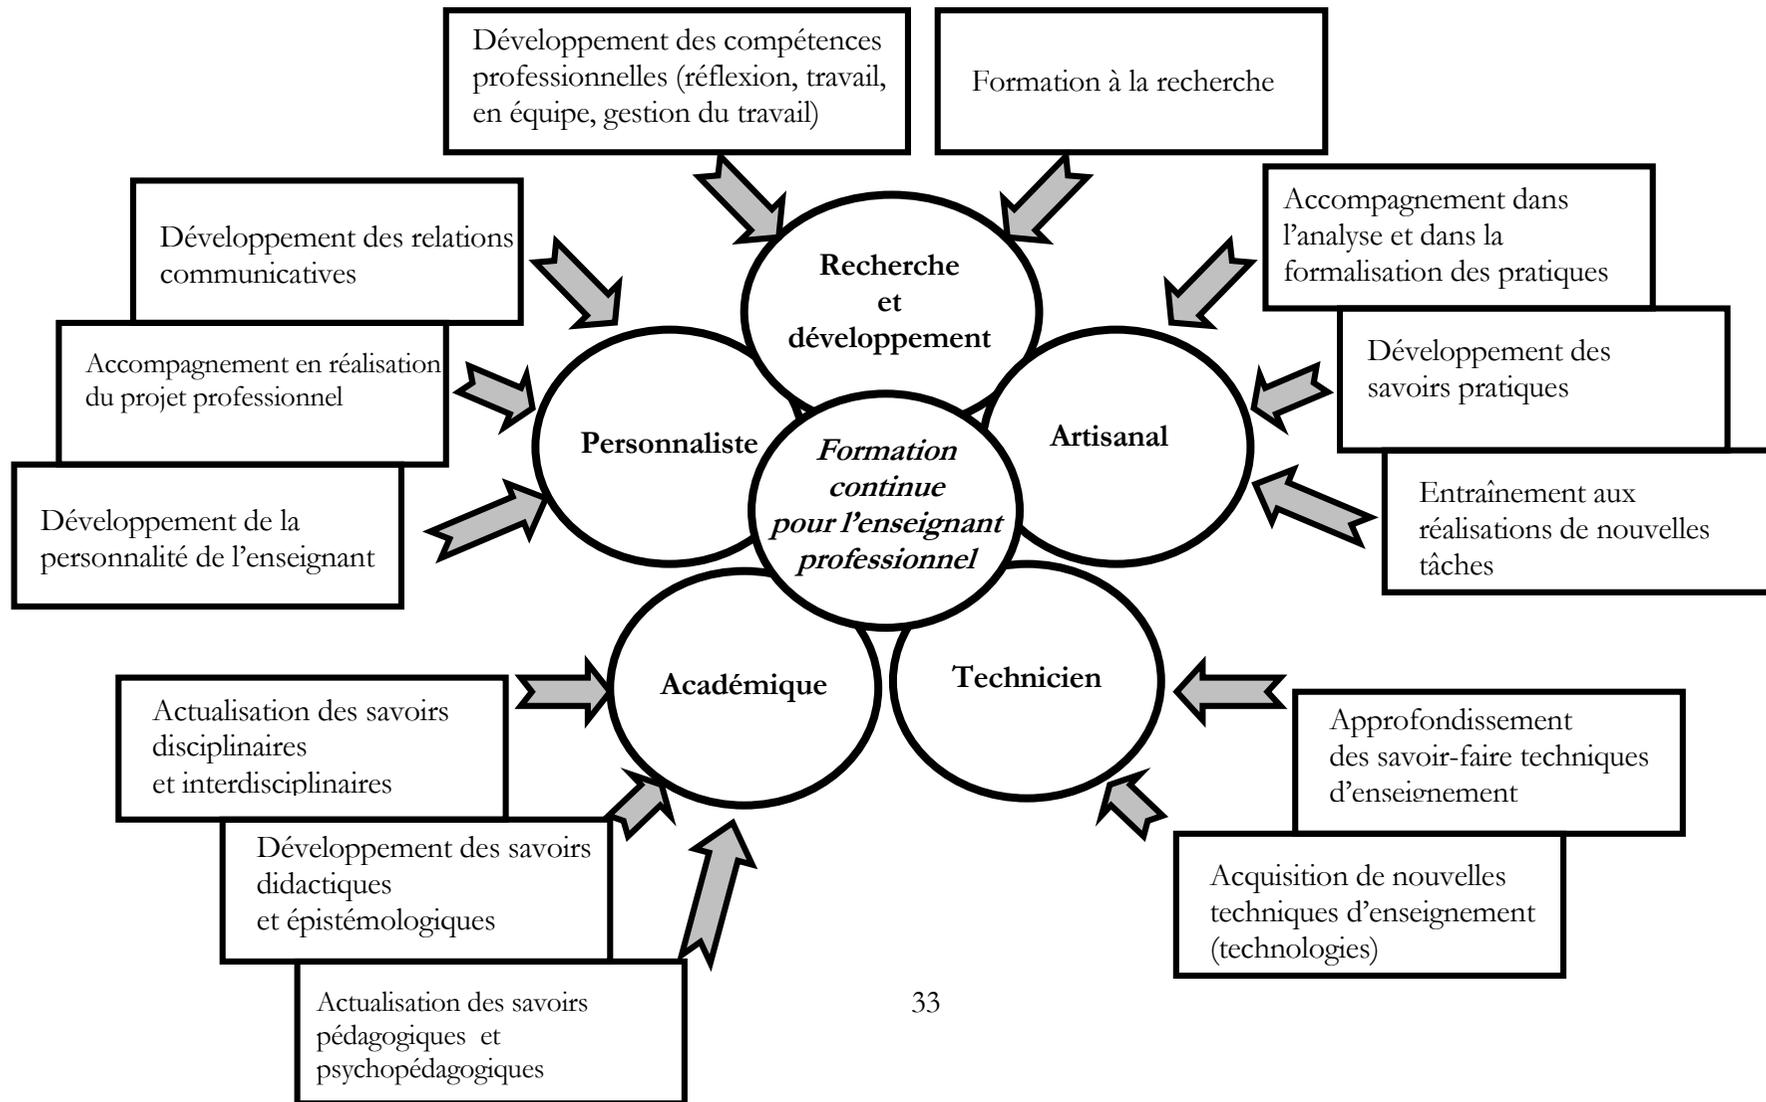 Développement des compétences
professionnelles (réflexion, travail,
en équipe, gestion du travail)
Formation à la recherche
Développement des relations
communicatives
Accompagnement en réalisation
du projet professionnel
Développement de la
personnalité de l’enseignant
Recherche
et
développement
Accompagnement dans
l’analyse et dans la
formalisation des pratiques
Développement des
savoirs pratiques
Entraînement aux
réalisations de nouvelles
tâches
Personnaliste
Formation
continue
pour l’enseignant
professionnel
Artisanal
Académique
Technicien
Actualisation des savoirs
disciplinaires
et interdisciplinaires
Développement des savoirs
didactiques
et épistémologiques
Actualisation des savoirs
pédagogiques et
psychopédagogiques
Approfondissement
des savoir-faire techniques
d’enseignement
Acquisition de nouvelles
techniques d’enseignement
(technologies)
33